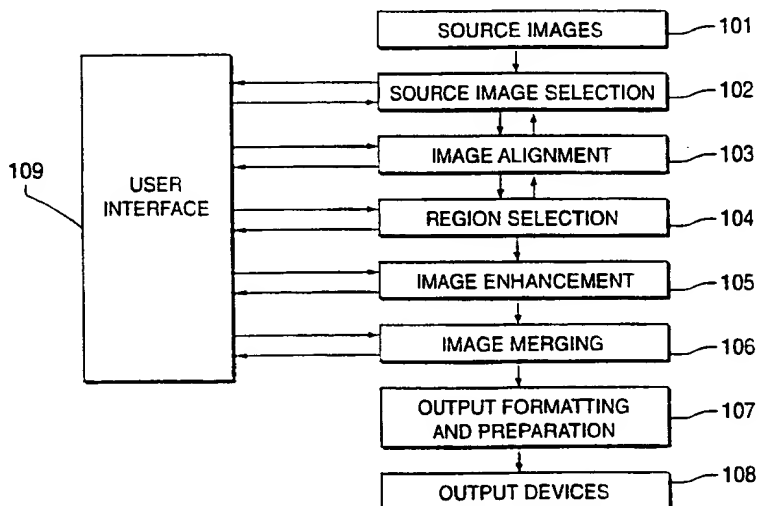 SOURCE IMAGES
101
SOURCE IMAGE SELECTION
102
IMAGE ALIGNMENT
103
109
USER
INTERFACE
REGION SELECTION
104
IMAGE ENHANCEMENT
105
IMAGE MERGING
106
OUTPUT FORMATTING
AND PREPARATION
107
OUTPUT DEVICES
108